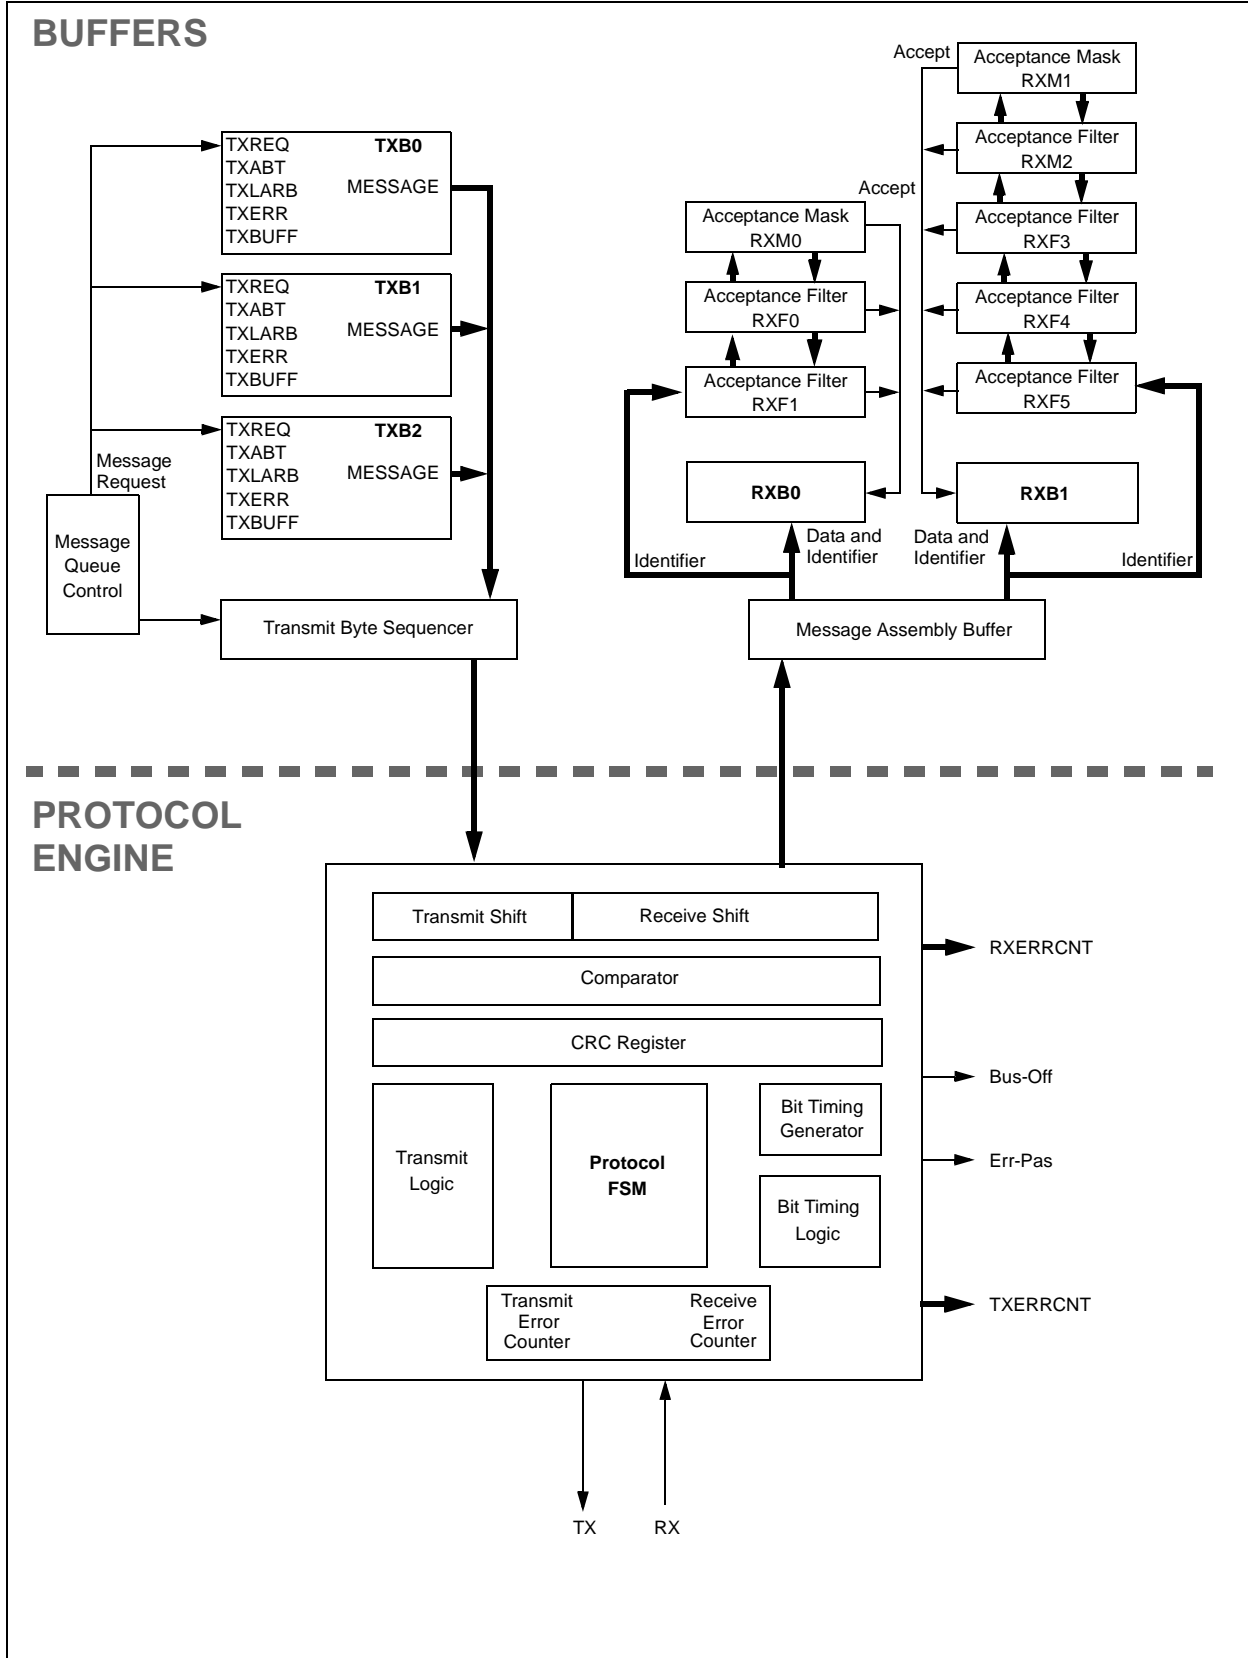 BUFFERS
Accept
Acceptance Mask
RXM1
Acceptance Filter
RXM2
Accept
Acceptance Filter
RXF3
Acceptance Filter
RXF4
Acceptance Filter
RXF5
Acceptance Mask
RXM0
Acceptance Filter
RXF0
Acceptance Filter
RXF1
TXREQ TXB0
TXABT
TXLARB MESSAGE
TXERR
TXBUFF
TXREQ TXB1
TXABT
TXLARB MESSAGE
TXERR
TXBUFF
TXREQ TXB2
TXABT
TXLARB MESSAGE
TXERR
TXBUFF
Message
Request
Message
Queue
Control
Transmit Byte Sequencer
RXB0
RXB1
Identifier
Data and
Identifier
Data and
Identifier
Identifier
Message Assembly Buffer
PROTOCOL
ENGINE
Transmit Shift
Receive Shift
Comparator
CRC Register
Transmit
Logic
Protocol
FSM
Bit Timing
Generator
Bit Timing
Logic
Transmit
Error
Counter
Receive
Error
Counter
RXERRCNT
Bus-Off
Err-Pas
TXERRCNT
TX
RX